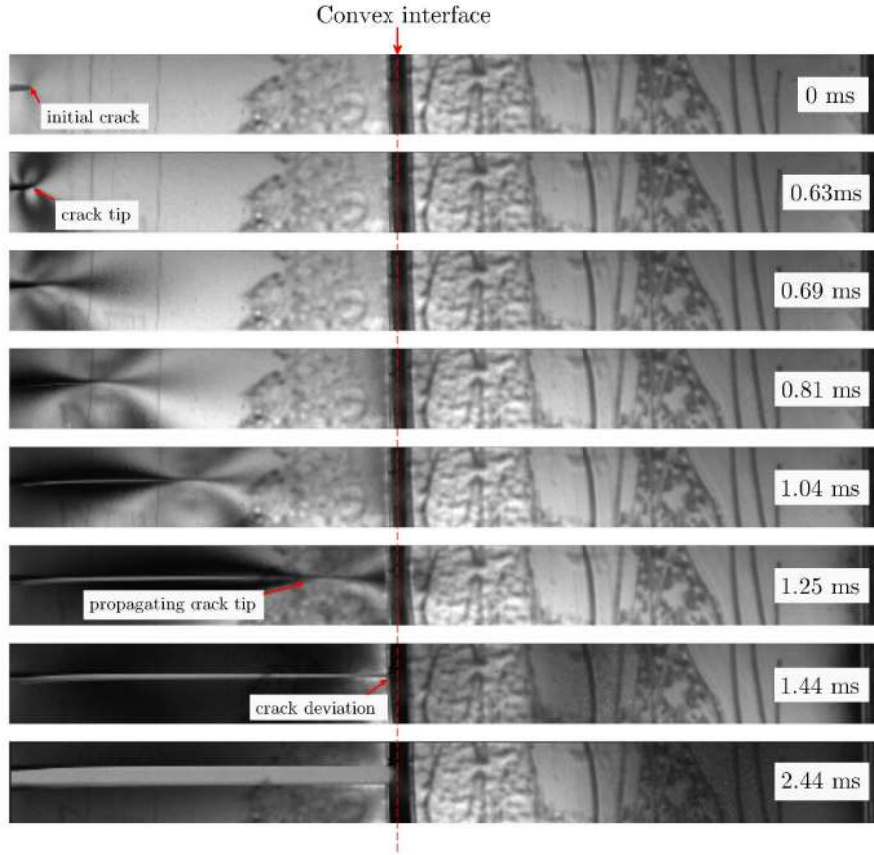 Convex interface
0 ms
initial crack
0.63ms
crack tip
0.69 ms
0.81 ms
1.04 ms
1.25 ms
propagating crack tip
1.44 ms
crack deviation
2.44 ms